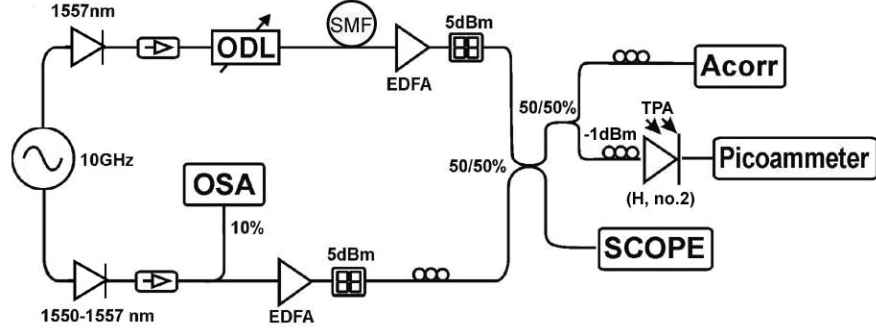 1557nm
ODL
SMF
EDFA
5dBm
50/50%
Acorr
TPA
-1dBm
Picoammeter
(H, no.2)
10GHz
OSA
10%
50/50%
SCOPE
5dBm
EDFA
1550-1557 nm